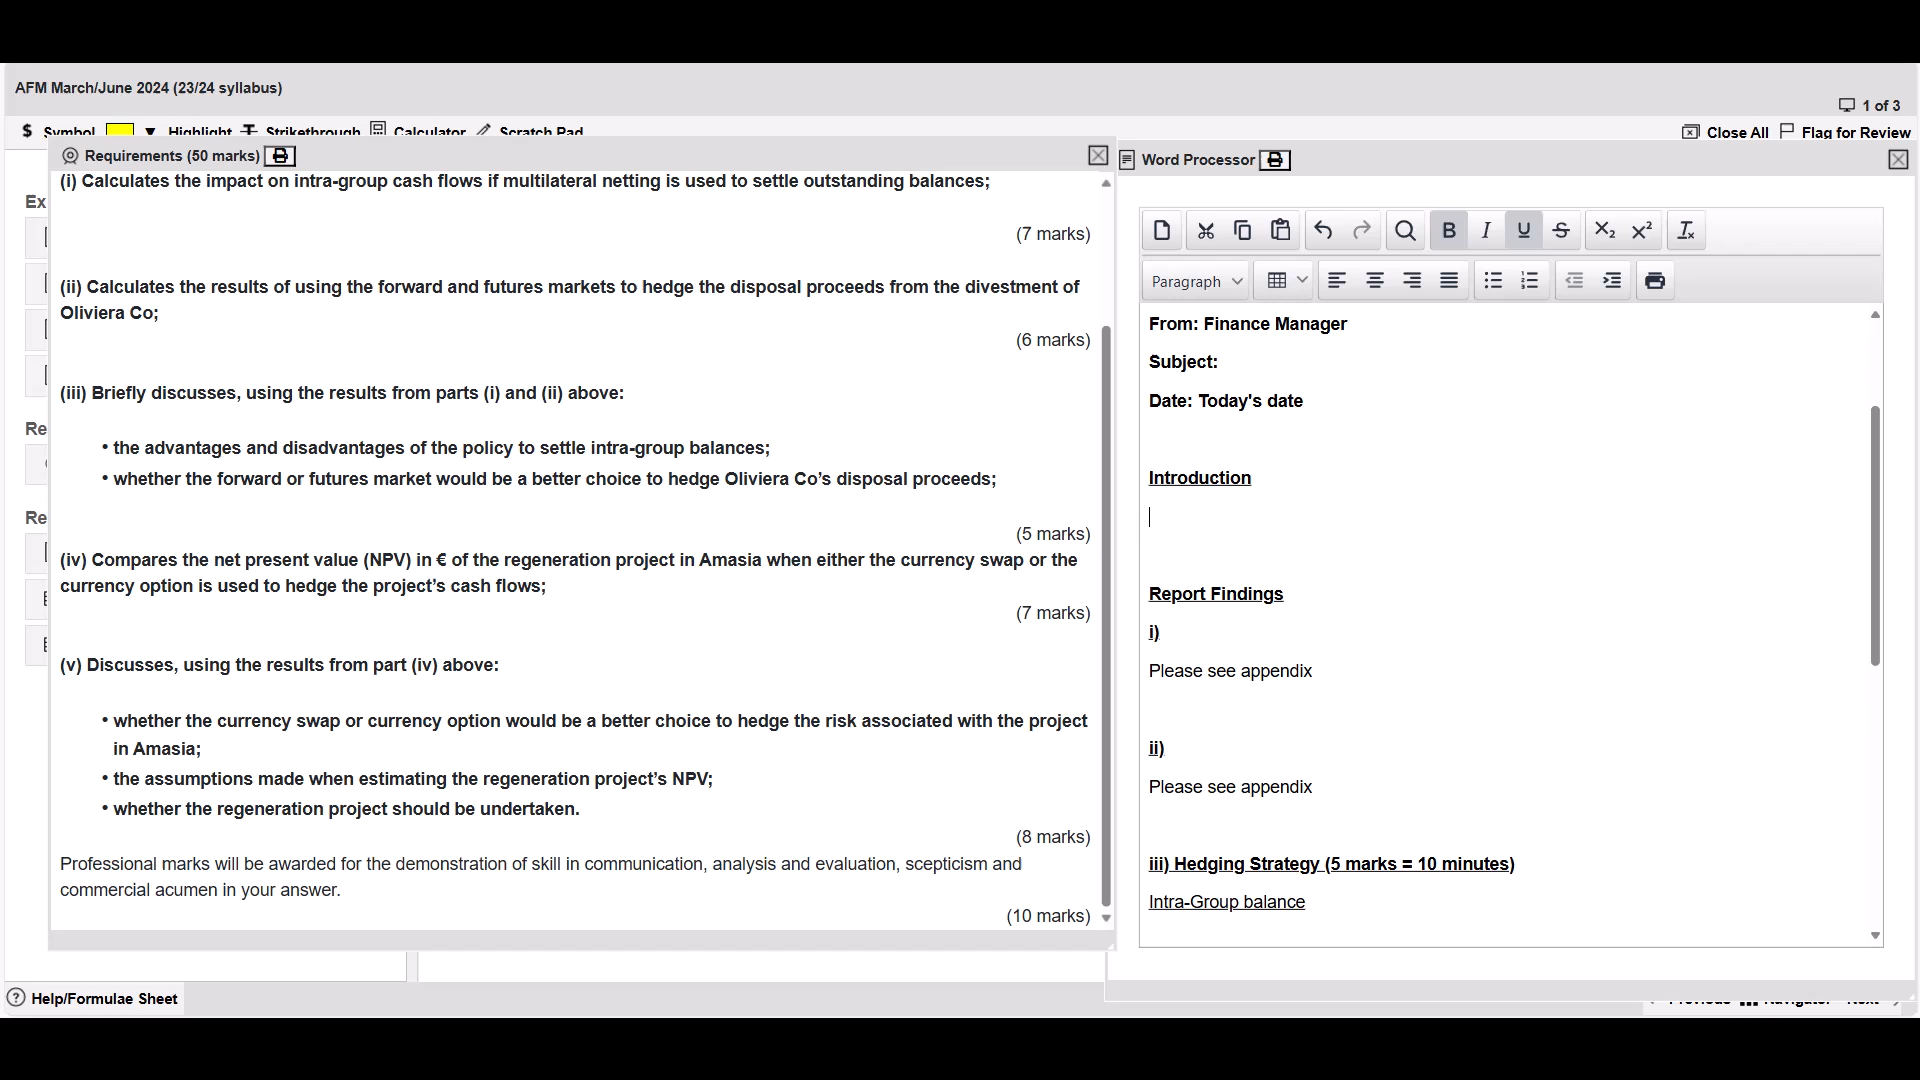 AFM March/June 2024 (23/24 syllabus)
1 of 3
$ Symbol Highlight Strikethrough Calculator Scratch Pad
Close All Flag for Review
Requirements (50 marks)
(i) Calculates the impact on intra-group cash flows if multilateral netting is used to settle outstanding balances;
(7 marks)
(ii) Calculates the results of using the forward and futures markets to hedge the disposal proceeds from the divestment of
Oliviera Co;
(6 marks)
(iii) Briefly discusses, using the results from parts (i) and (ii) above:
• the advantages and disadvantages of the policy to settle intra-group balances;
• whether the forward or futures market would be a better choice to hedge Oliviera Co’s disposal proceeds;
(5 marks)
(iv) Compares the net present value (NPV) in € of the regeneration project in Amasia when either the currency swap or the
currency option is used to hedge the project’s cash flows;
(7 marks)
(v) Discusses, using the results from part (iv) above:
• whether the currency swap or currency option would be a better choice to hedge the risk associated with the project
in Amasia;
• the assumptions made when estimating the regeneration project’s NPV;
• whether the regeneration project should be undertaken.
(8 marks)
Professional marks will be awarded for the demonstration of skill in communication, analysis and evaluation, scepticism and
commercial acumen in your answer.
(10 marks)
Ex
Re
Re
Word Processor
B I U S X₂ X² Ix
Paragraph
From: Finance Manager
Subject:
Date: Today's date
Introduction
Report Findings
i)
Please see appendix
ii)
Please see appendix
iii) Hedging Strategy (5 marks = 10 minutes)
Intra-Group balance
Help/Formulae Sheet
Previous Navigator Next